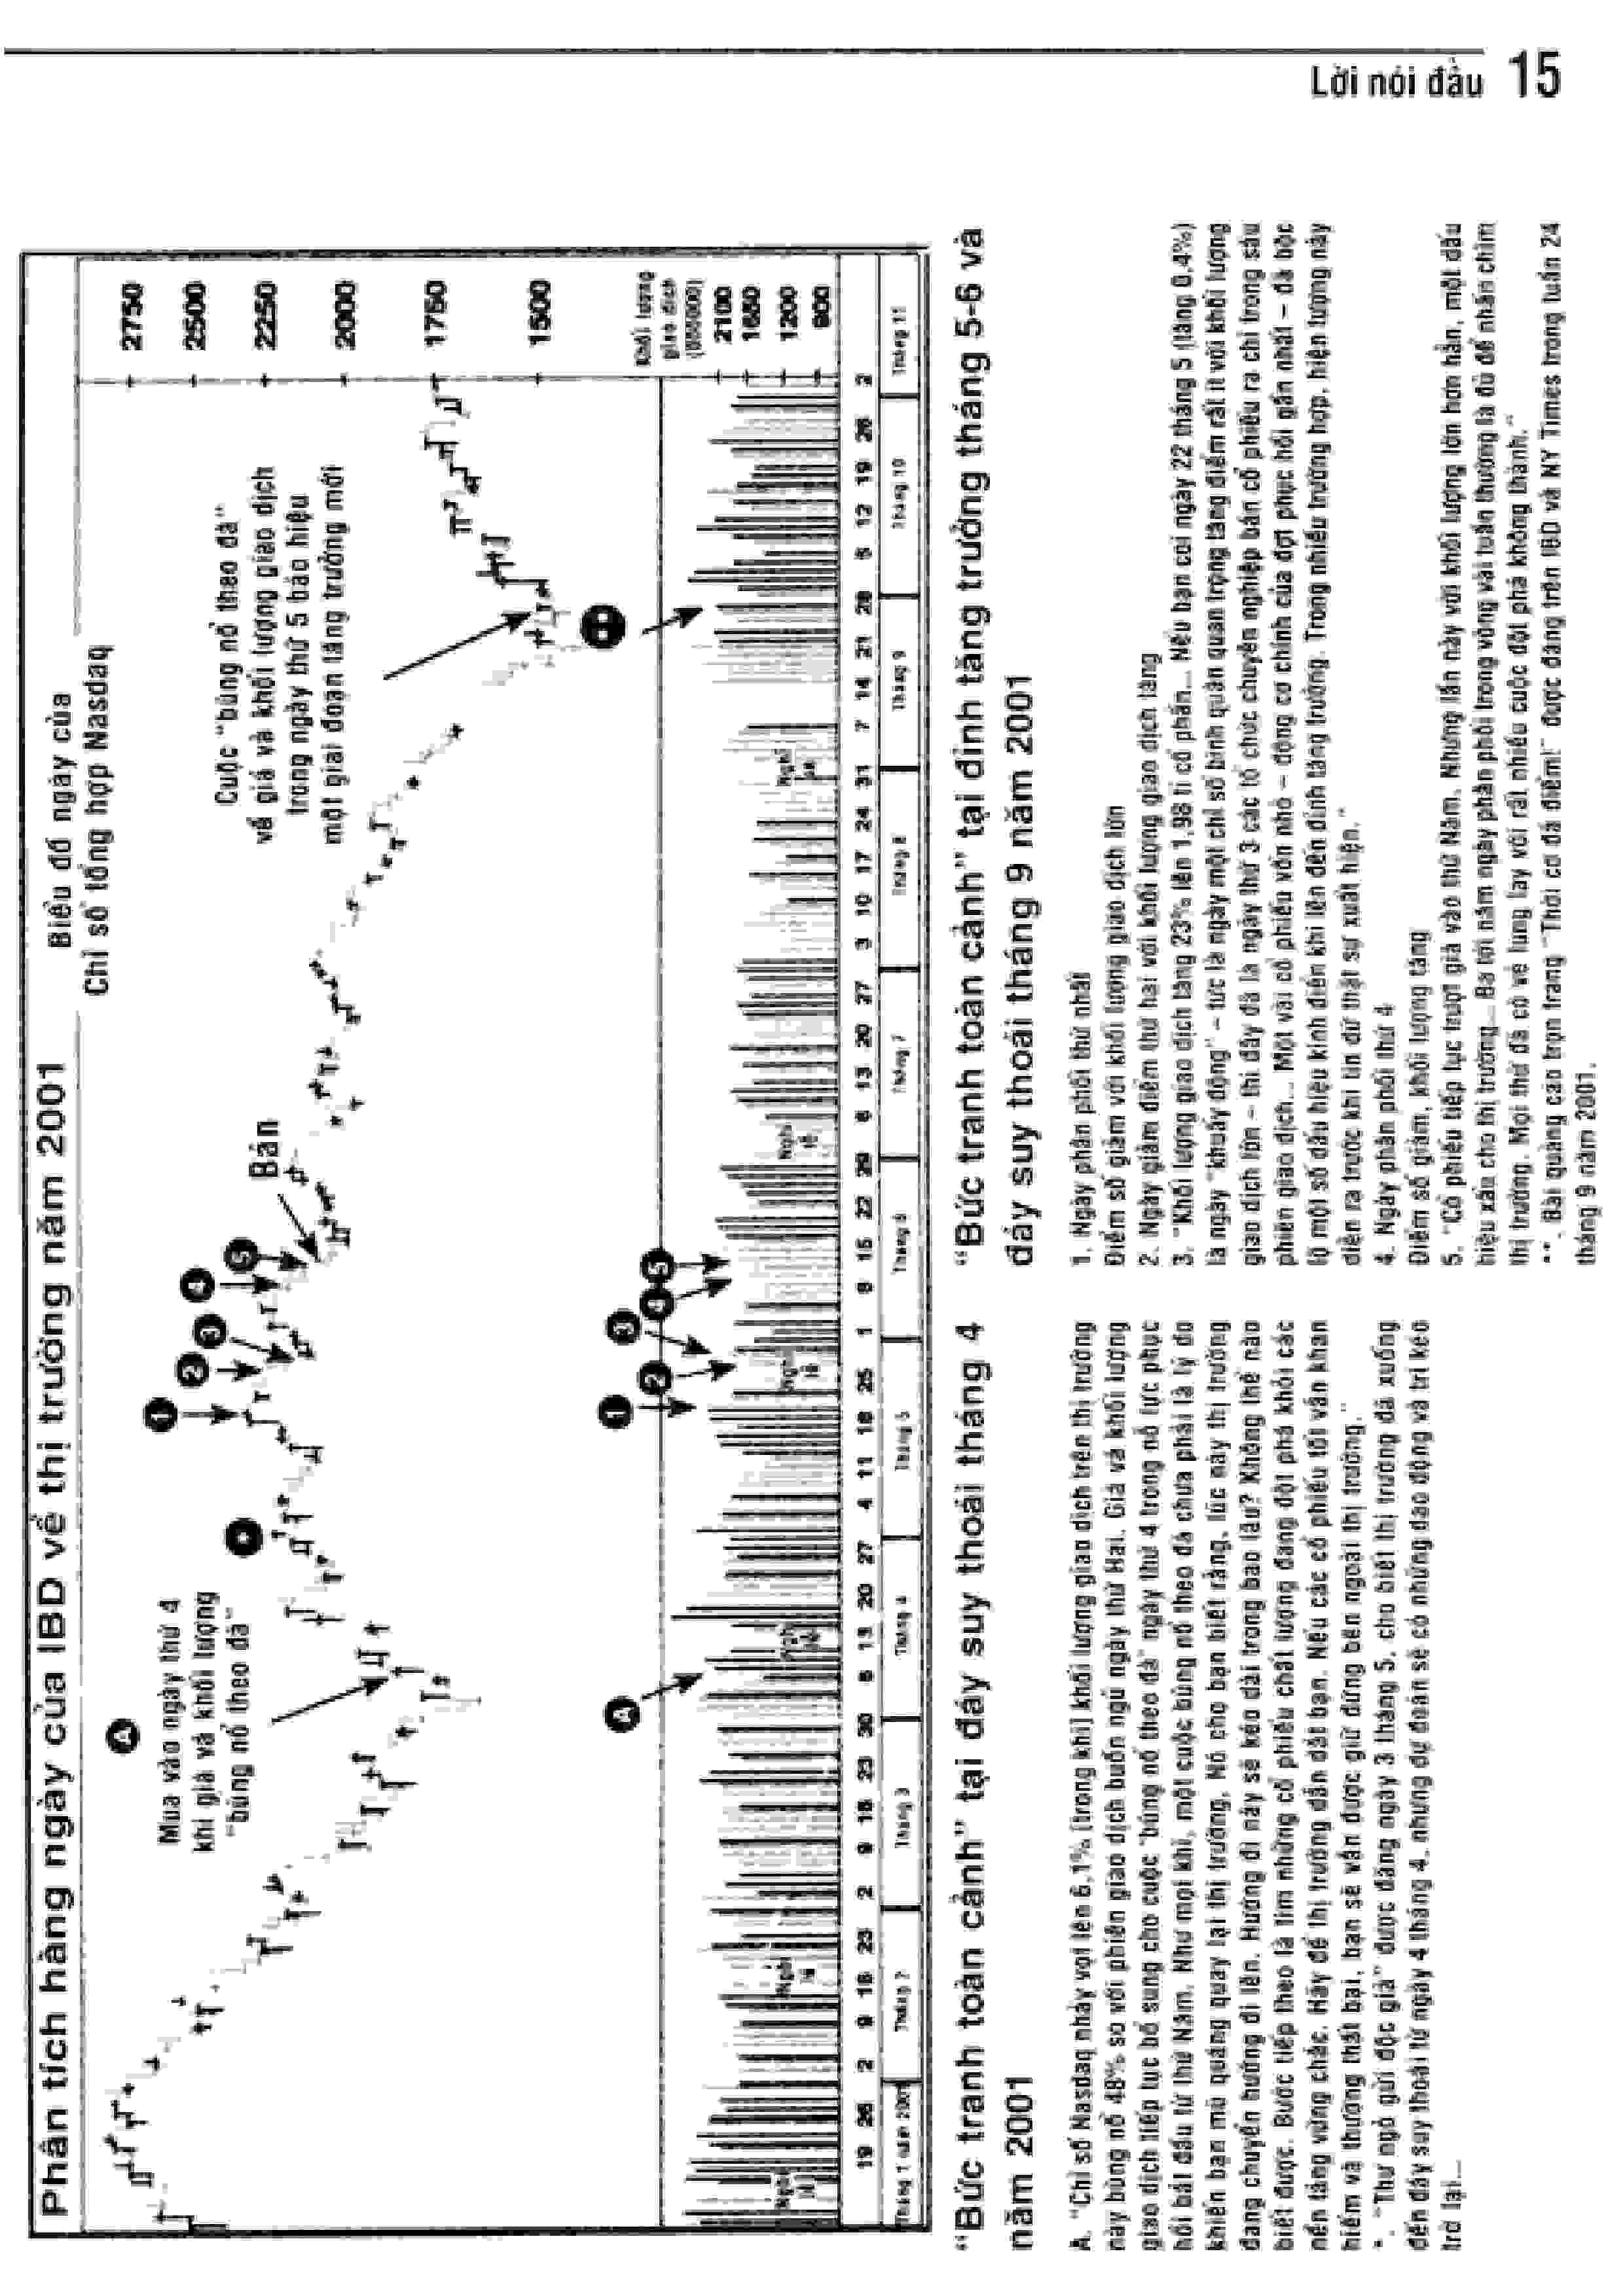 Lời nói đầu 15
Phân tích hàng ngày của IBD về thị trường năm 2001
Biểu đồ ngày của
Chỉ số tổng hợp Nasdaq
A
Mua vào ngày thứ 4
khi giá và khối lượng
"bùng nổ theo đà"
1
2
3
4
5
Bán
Cuộc "bùng nổ theo đà"
về giá và khối lượng giao dịch
trong ngày thứ 5 báo hiệu
một giai đoạn tăng trưởng mới
2750
2500
2250
2000
1750
1500
Khối lượng
giao dịch
(000000)
2100
1650
1200
800
A
1
2
3
4
5
Nghỉ lễ
Nghỉ lễ
Nghỉ lễ
Nghỉ lễ
Nghỉ lễ
Nghỉ lễ
19 26 2 9 16 23 2 9 16 23 30 6 13 20 27 4 11 18 25 1 8 15 22 29 6 13 20 27 3 10 17 24 31 7 14 21 28 5 12 19 26 2
Tháng 1 năm 2001 Tháng 2 Tháng 3 Tháng 4 Tháng 5 Tháng 6 Tháng 7 Tháng 8 Tháng 9 Tháng 10 Tháng 11
"Bức tranh toàn cảnh" tại đáy suy thoái tháng 4
năm 2001
A. "Chỉ số Nasdaq nhảy vọt lên 6,1% [trong khi] khối lượng giao dịch trên thị trường
này bùng nổ 48% so với phiên giao dịch buồn ngủ ngày thứ Hai. Giá và khối lượng
giao dịch tiếp tục bổ sung cho cuộc "bùng nổ theo đà" ngày thứ 4 trong nỗ lực phục
hồi bắt đầu từ thứ Năm. Như mọi khi, một cuộc bùng nổ theo đà chưa phải là lý do
khiến bạn mù quáng quay lại thị trường. Nó cho bạn biết rằng, lúc này thị trường
đang chuyển hướng đi lên. Hướng đi này sẽ kéo dài trong bao lâu? Không thể nào
biết được. Bước tiếp theo là tìm những cổ phiếu chất lượng đang đột phá khỏi các
nền tảng vững chắc. Hãy để thị trường dẫn dắt bạn. Nếu các cổ phiếu tốt vẫn khan
hiếm và thường thất bại, bạn sẽ vẫn được giữ đứng bên ngoài thị trường."
*. "Thư ngỏ gửi độc giả" được đăng ngày 3 tháng 5, cho biết thị trường đã xuống
đến đáy suy thoái từ ngày 4 tháng 4, nhưng dự đoán sẽ có những dao động và trì kéo
trở lại...
"Bức tranh toàn cảnh" tại đỉnh tăng trưởng tháng 5-6 và
đáy suy thoái tháng 9 năm 2001
1. Ngày phân phối thứ nhất
Điểm số giảm với khối lượng giao dịch lớn
2. Ngày giảm điểm thứ hai với khối lượng giao dịch tăng
3. "Khối lượng giao dịch tăng 23% lên 1,98 tỉ cổ phần... Nếu bạn coi ngày 22 tháng 5 (tăng 0,4%)
là ngày "khuấy động" – tức là ngày một chỉ số bình quân quan trọng tăng điểm rất ít với khối lượng
giao dịch lớn – thì đây đã là ngày thứ 3 các tổ chức chuyên nghiệp bán cổ phiếu ra chỉ trong sáu
phiên giao dịch... Một vài cổ phiếu vốn nhỏ – động cơ chính của đợt phục hồi gần nhất – đã bộc
lộ một số dấu hiệu kinh điển khi lên đến đỉnh tăng trưởng. Trong nhiều trường hợp, hiện tượng này
diễn ra trước khi tin dữ thật sự xuất hiện."
4. Ngày phân phối thứ 4
Điểm số giảm, khối lượng tăng
5. "Cổ phiếu tiếp tục trượt giá vào thứ Năm. Nhưng lần này với khối lượng lớn hơn hẳn, một dấu
hiệu xấu cho thị trường... Ba tới năm ngày phân phối trong vòng vài tuần thường là đủ để nhấn chìm
thị trường. Mọi thứ đã có vẻ lung lay với rất nhiều cuộc đột phá không thành."
**. Bài quảng cáo trọn trang "Thời cơ đã điểm!" được đăng trên IBD và NY Times trong tuần 24
tháng 9 năm 2001.